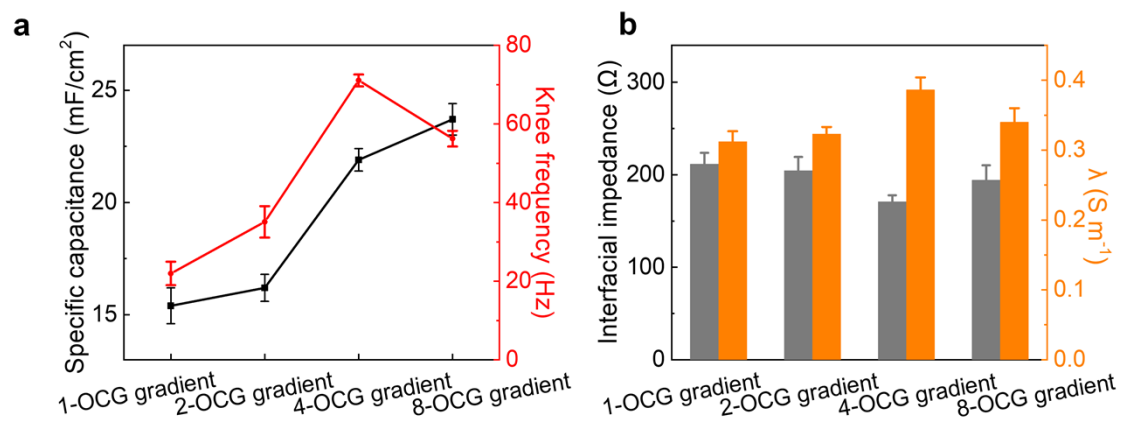 a
Specific capacitance (mF/cm²)
25
20
15
80
60
40
20
0
Knee frequency (Hz)
1-OCG gradient
2-OCG gradient
4-OCG gradient
8-OCG gradient
b
Interfacial impedance (Ω)
300
200
100
0
0.4
0.3
0.2
0.1
0.0
λ (S m⁻¹)
1-OCG gradient
2-OCG gradient
4-OCG gradient
8-OCG gradient